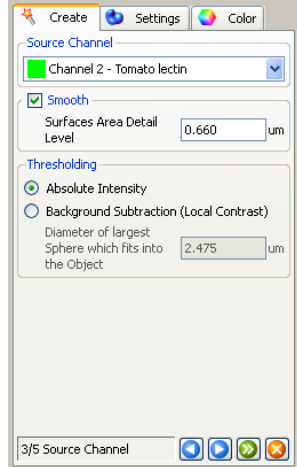 Create Settings Color
Source Channel
Channel 2 - Tomato lectin
Smooth
Surfaces Area Detail
Level
0.660 um
Thresholding
Absolute Intensity
Background Subtraction (Local Contrast)
Diameter of largest
Sphere which fits into
the Object
2.475 um
3/5 Source Channel